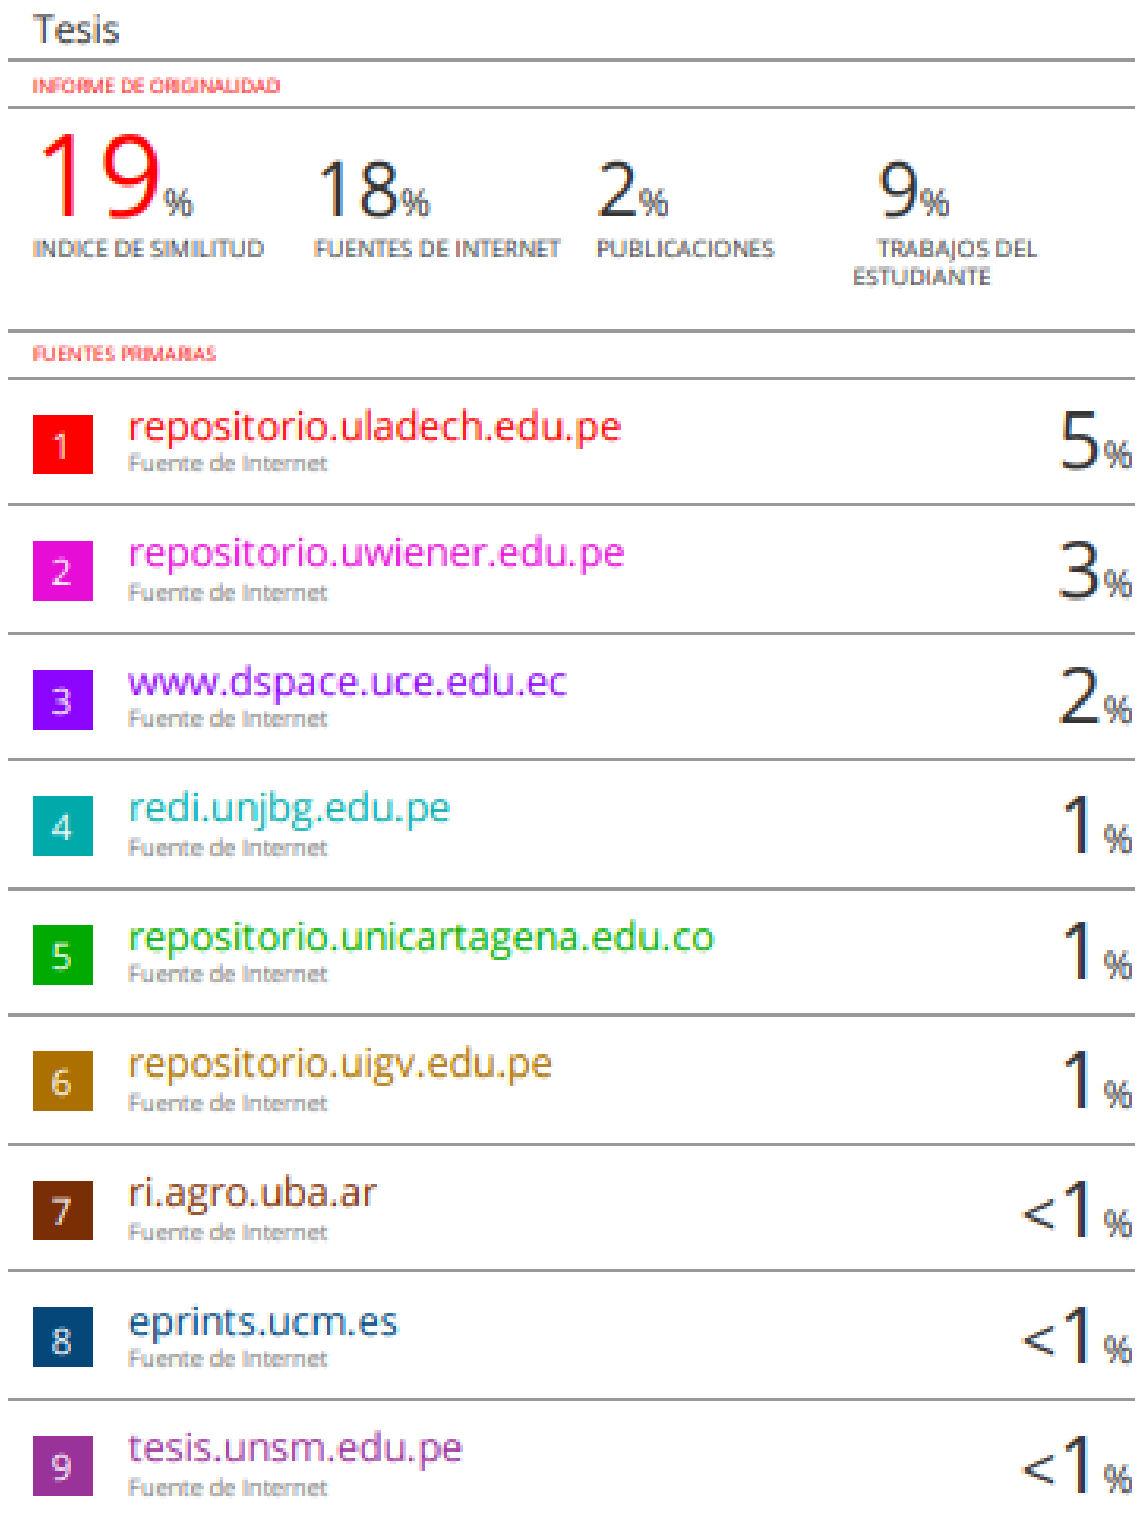 Tesis
INFORME DE ORIGINALIDAD
19% 18% 2% 9%
INDICE DE SIMILITUD FUENTES DE INTERNET PUBLICACIONES TRABAJOS DEL
ESTUDIANTE
FUENTES PRIMARIAS
1 repositorio.uladech.edu.pe 5%
Fuente de Internet
2 repositorio.uwiener.edu.pe 3%
Fuente de Internet
3 www.dspace.uce.edu.ec 2%
Fuente de Internet
4 redi.unjbg.edu.pe 1%
Fuente de Internet
5 repositorio.unicartagena.edu.co 1%
Fuente de Internet
6 repositorio.uigv.edu.pe 1%
Fuente de Internet
7 ri.agro.uba.ar <1%
Fuente de Internet
8 eprints.ucm.es <1%
Fuente de Internet
9 tesis.unsm.edu.pe <1%
Fuente de Internet